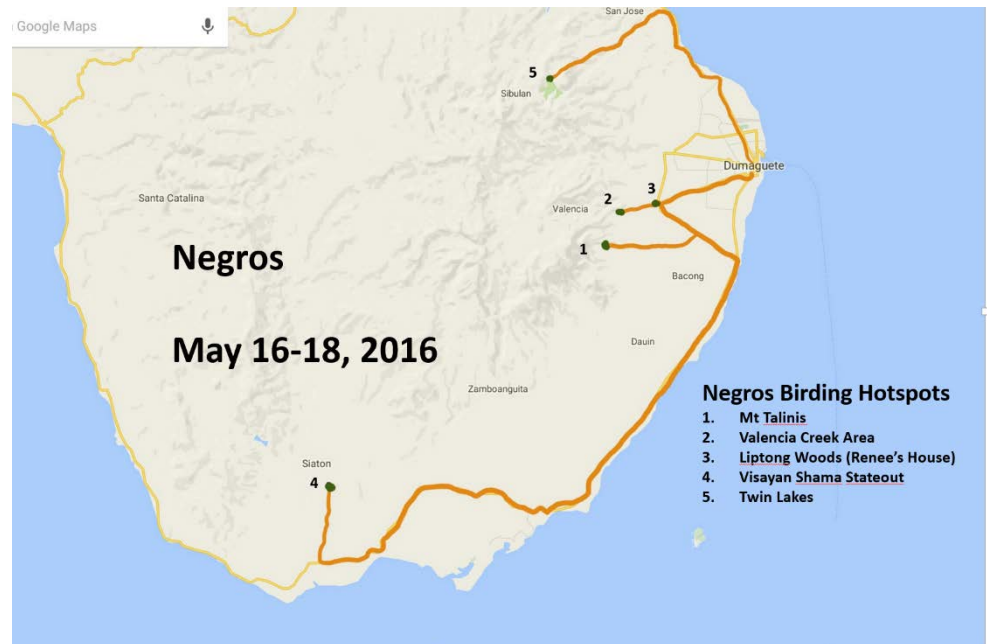 Google Maps
San Jose
5
Sibulan
Dumaguete
Santa Catalina
3
2
Valencia
1
Negros
Bacong
May 16-18, 2016
Dauin
Zamboanguita
Negros Birding Hotspots
1. Mt Talinis
2. Valencia Creek Area
3. Liptong Woods (Renee's House)
4. Visayan Shama Stateout
5. Twin Lakes
Siaton
4